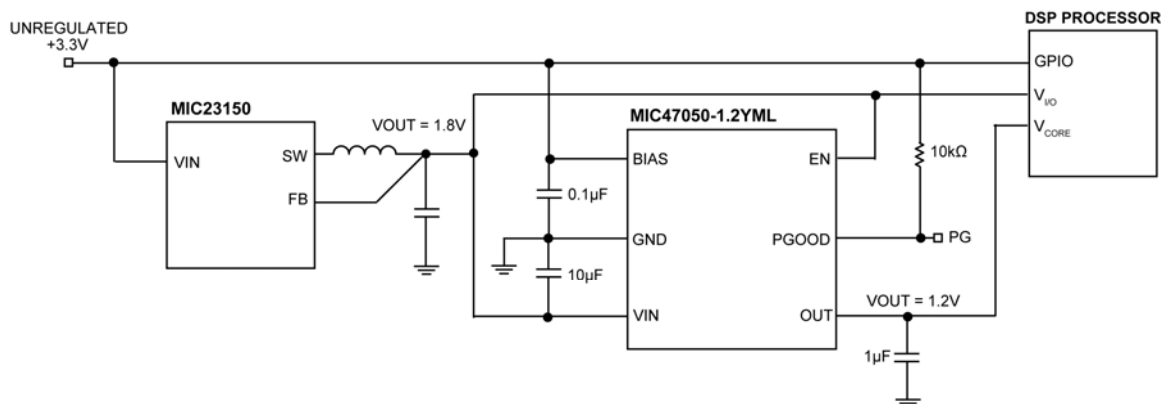 UNREGULATED
+3.3V
DSP PROCESSOR
GPIO
V_I/O
V_CORE
MIC23150
VIN
SW
FB
VOUT = 1.8V
MIC47050-1.2YML
BIAS
EN
GND
PGOOD
VIN
OUT
0.1µF
10µF
10kΩ
PG
VOUT = 1.2V
1µF